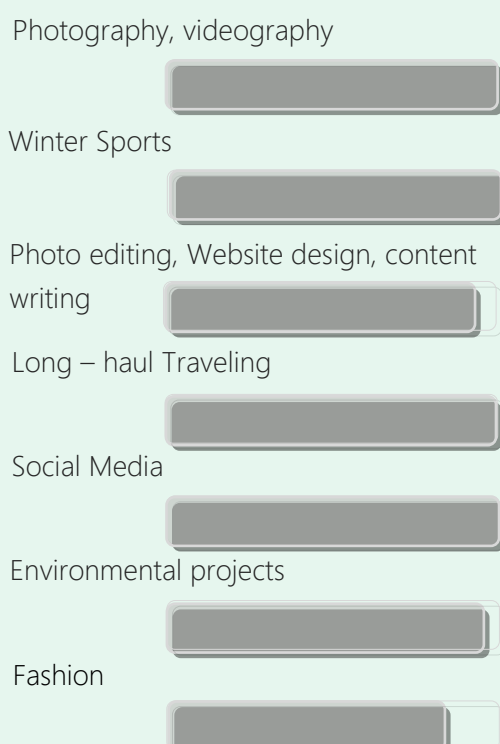 Photography, videography
Winter Sports
Photo editing, Website design, content
writing
Long – haul Traveling
Social Media
Environmental projects
Fashion